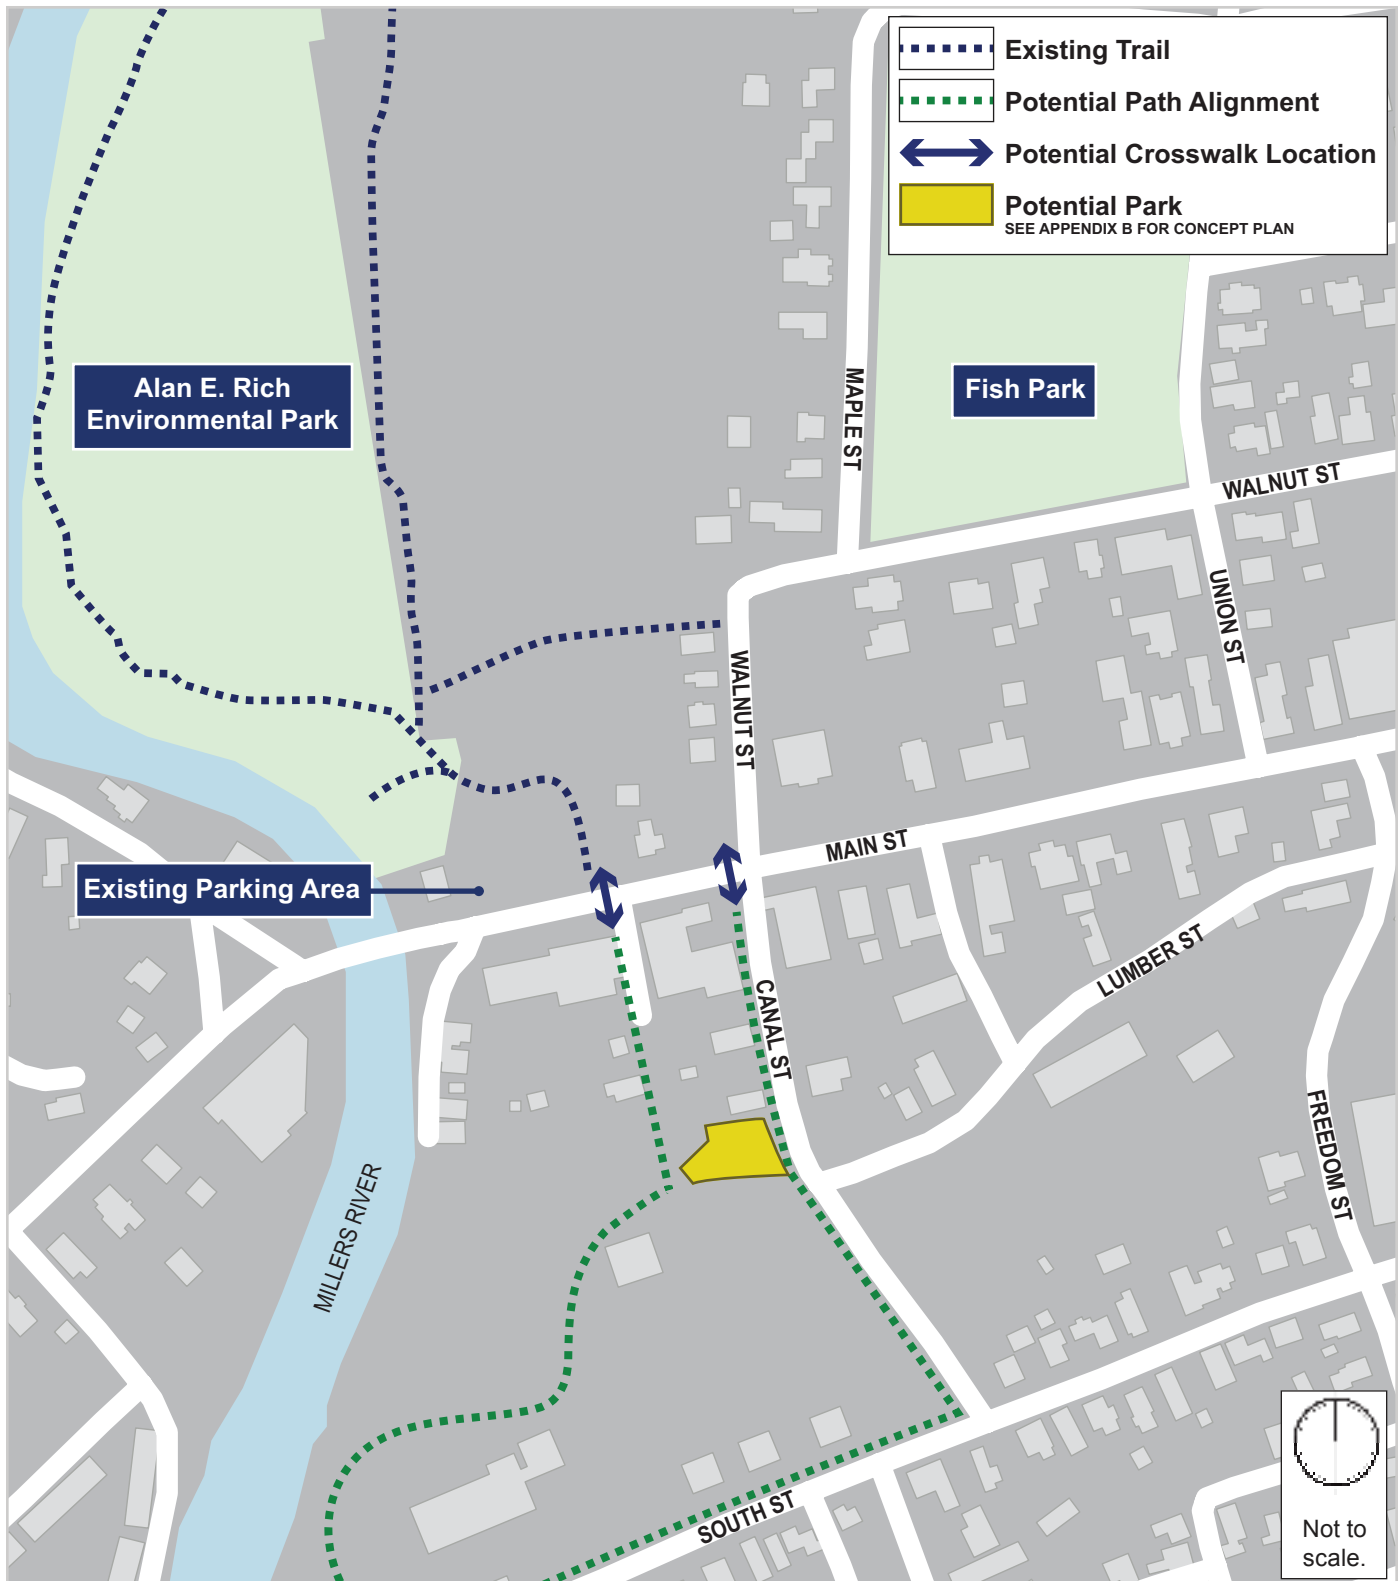 Existing Trail
Potential Path Alignment
Potential Crosswalk Location
Potential Park
SEE APPENDIX B FOR CONCEPT PLAN
Alan E. Rich
Environmental Park
Fish Park
MAPLE ST
WALNUT ST
UNION ST
WALNUT ST
MAIN ST
Existing Parking Area
LUMBER ST
CANAL ST
FREEDOM ST
MILLERS RIVER
SOUTH ST
Not to
scale.